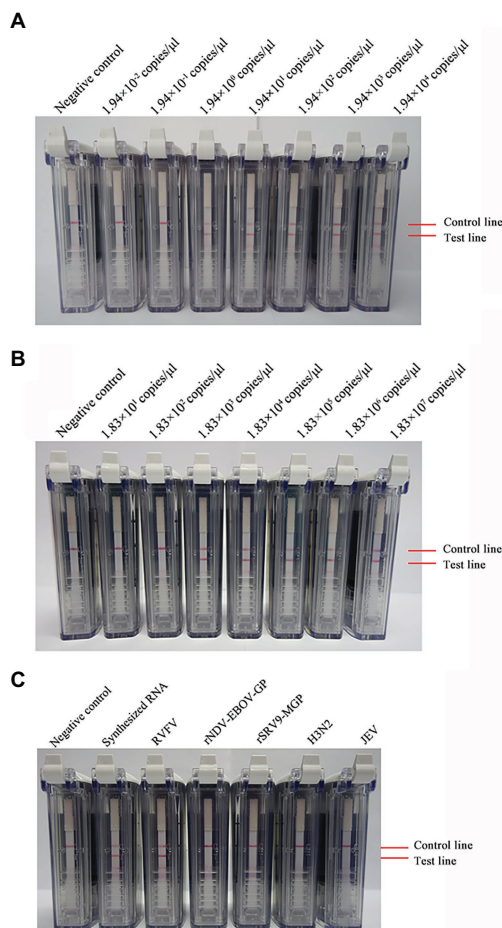 A
Negative control
1.94×10⁻² copies/µl
1.94×10⁻¹ copies/µl
1.94×10⁰ copies/µl
1.94×10¹ copies/µl
1.94×10² copies/µl
1.94×10³ copies/µl
1.94×10⁴ copies/µl
Control line
Test line
B
Negative control
1.83×10¹ copies/µl
1.83×10² copies/µl
1.83×10³ copies/µl
1.83×10⁴ copies/µl
1.83×10⁵ copies/µl
1.83×10⁶ copies/µl
1.83×10⁷ copies/µl
Control line
Test line
C
Negative control
Synthesized RNA
RVFV
rNDV-EBOV-GP
rSRV9-MGP
H3N2
JEV
Control line
Test line